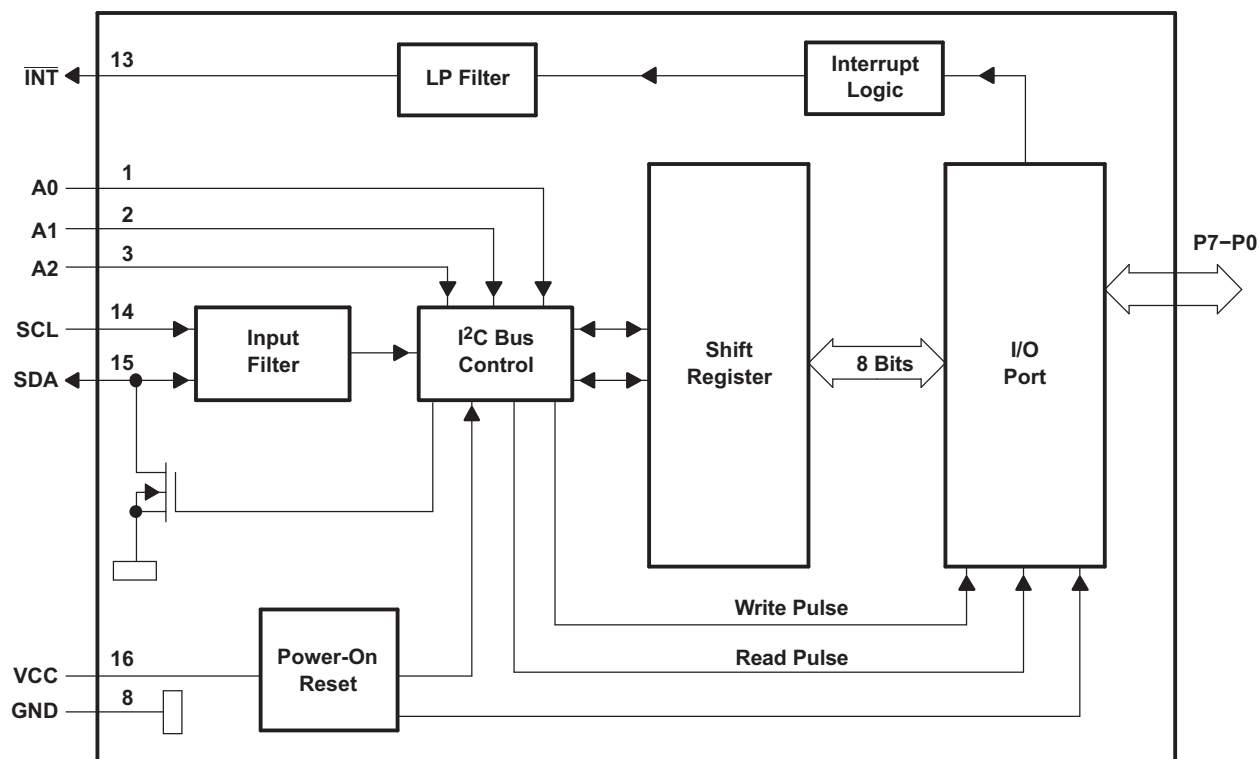 13
INT
LP Filter
Interrupt
Logic
1
A0
2
A1
3
A2
P7−P0
14
SCL
Input
Filter
I²C Bus
Control
Shift
Register
8 Bits
I/O
Port
15
SDA
Write Pulse
Read Pulse
16
VCC
Power-On
Reset
8
GND